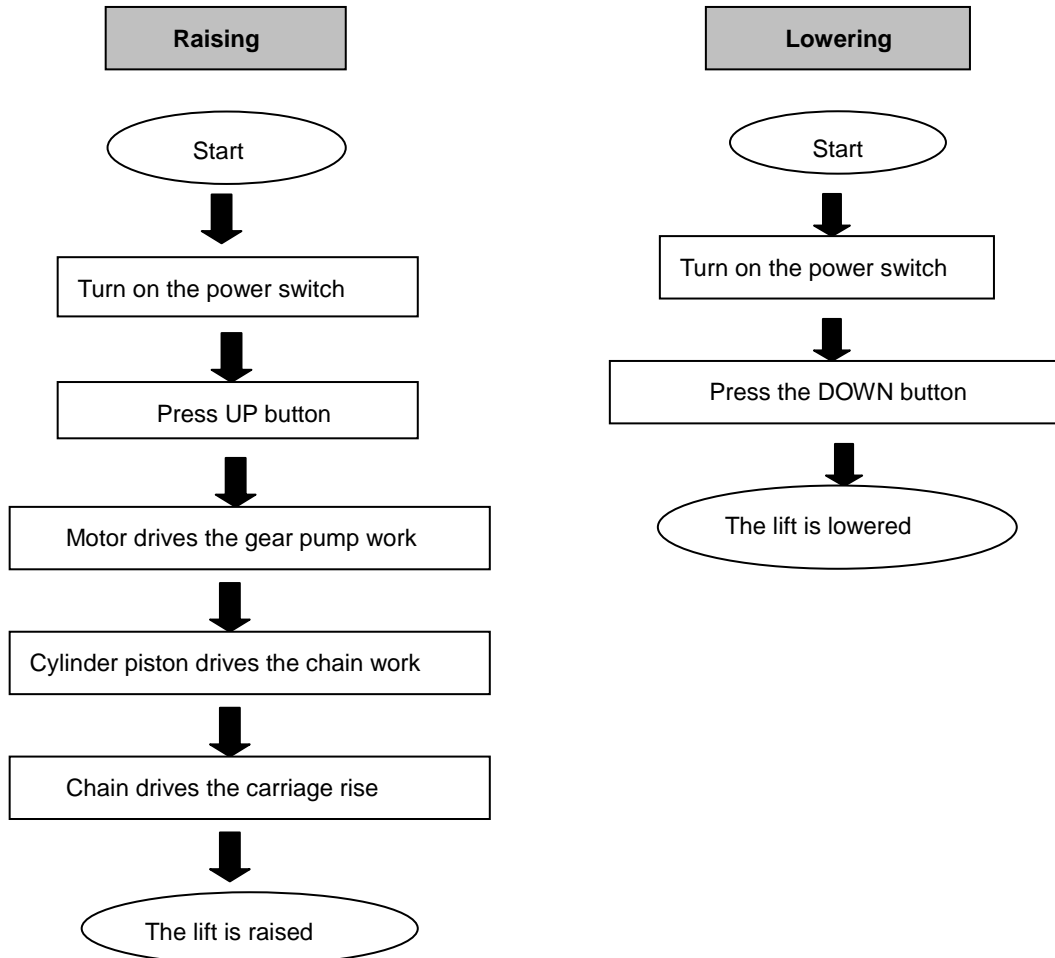 Raising
Start
Turn on the power switch
Press UP button
Motor drives the gear pump work
Cylinder piston drives the chain work
Chain drives the carriage rise
The lift is raised
Lowering
Start
Turn on the power switch
Press the DOWN button
The lift is lowered